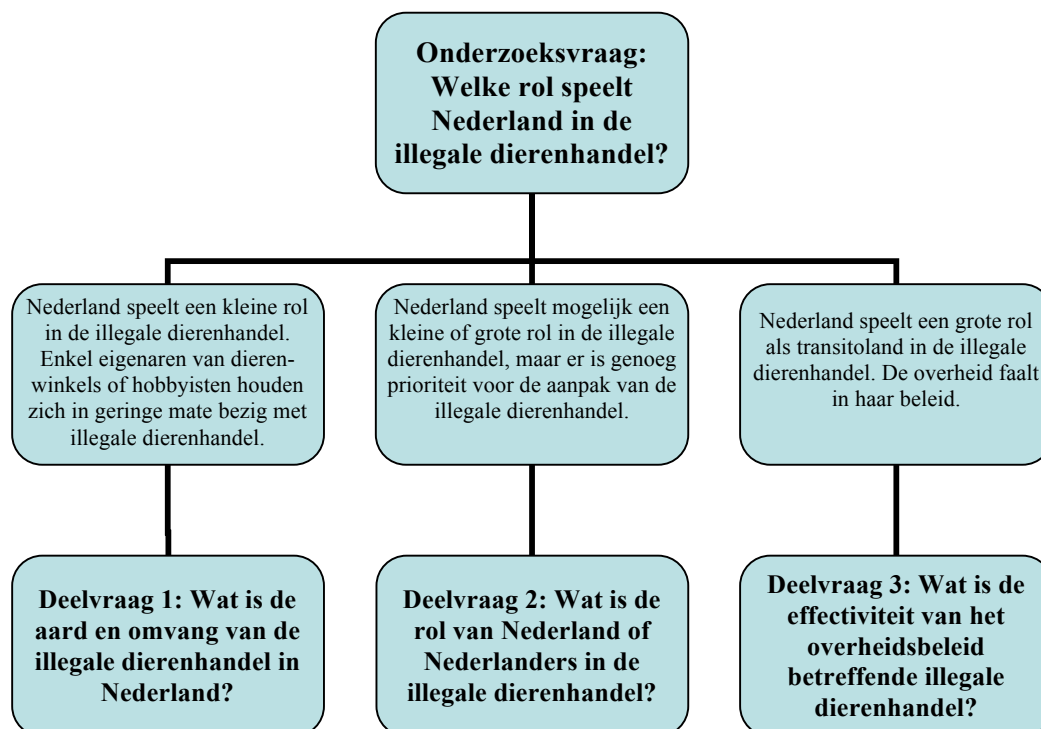 Onderzoeksvraag:
Welke rol speelt
Nederland in de
illegale dierenhandel?
Nederland speelt een kleine rol
in de illegale dierenhandel.
Enkel eigenaren van dieren-
winkels of hobbyisten houden
zich in geringe mate bezig met
illegale dierenhandel.
Nederland speelt mogelijk een
kleine of grote rol in de illegale
dierenhandel, maar er is genoeg
prioriteit voor de aanpak van de
illegale dierenhandel.
Nederland speelt een grote rol
als transitoland in de illegale
dierenhandel. De overheid faalt
in haar beleid.
Deelvraag 1: Wat is de
aard en omvang van de
illegale dierenhandel in
Nederland?
Deelvraag 2: Wat is de
rol van Nederland of
Nederlanders in de
illegale dierenhandel?
Deelvraag 3: Wat is de
effectiviteit van het
overheidsbeleid
betreffende illegale
dierenhandel?